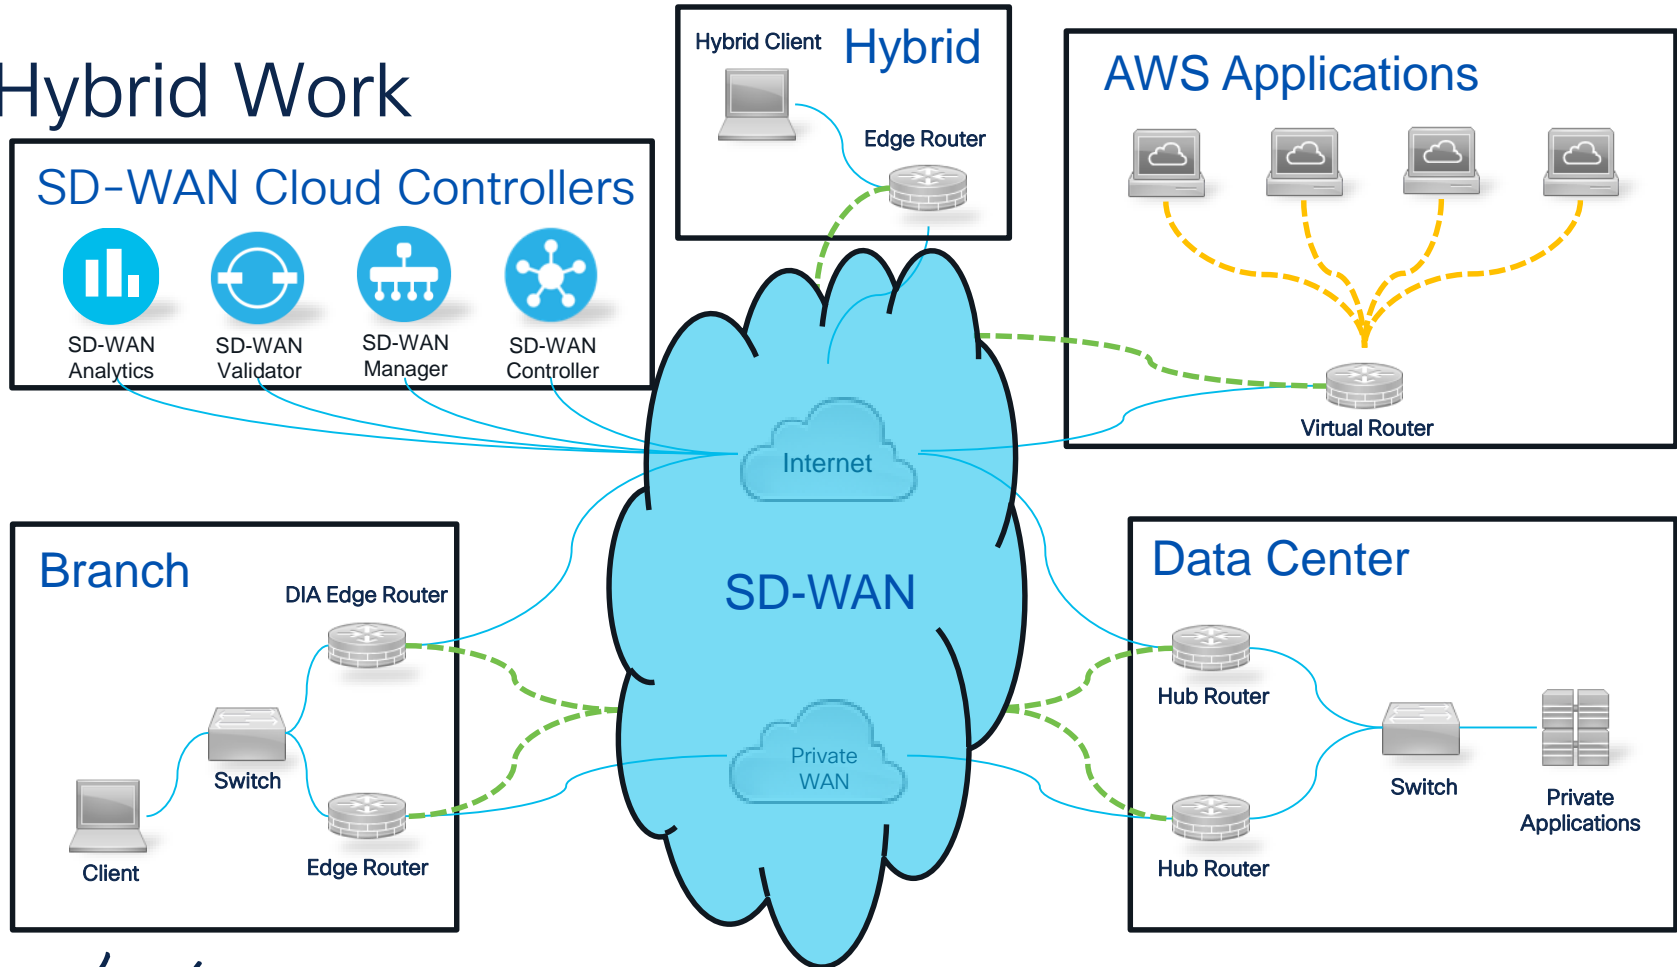 Hybrid Work
Hybrid Client
Hybrid
Edge Router
AWS Applications
Virtual Router
SD-WAN Cloud Controllers
SD-WAN
Analytics
SD-WAN
Validator
SD-WAN
Manager
SD-WAN
Controller
Internet
SD-WAN
Private
WAN
Branch
DIA Edge Router
Switch
Client
Edge Router
Data Center
Hub Router
Switch
Private
Applications
Hub Router